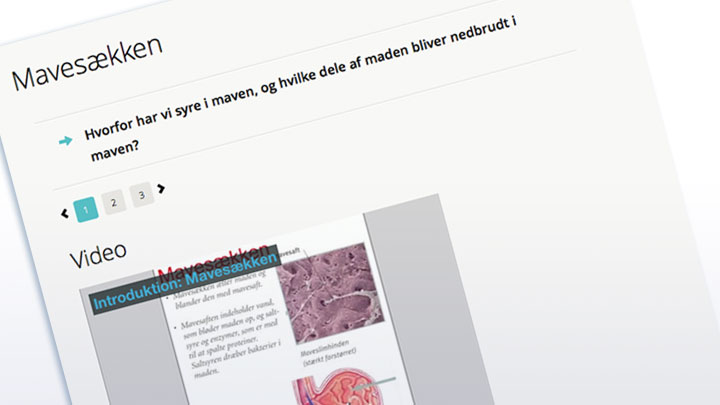 Mavesækken
Hvorfor har vi syre i maven, og hvilke dele af maden bliver nedbrudt i
maven?
1 2 3
Video
Mavesækken
Introduktion: Mavesækken
mavesaft
• Mavesækken ælter maden og
blander den med mavesaft.
• Mavesaften indeholder vand,
som bløder maden op, og salt-
syre og enzymer, som er med
til at spalte proteiner.
Saltsyren dræber bakterier i
maden.
Maveslimhinden
(stærkt forstørret)